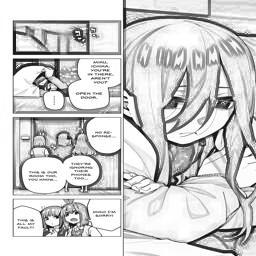 MIKU,
ICHIKA,
YOU'RE
IN THERE,
AREN'T
YOU?
OPEN THE
DOOR.
...
NO RE-
SPONSE...
THIS IS OUR
ROOM TOO,
YOU KNOW...
THEY'RE
IGNORING
THEIR
PHONES
TOO...
THIS IS
ALL MY
FAULT!
I'M
SORRY!